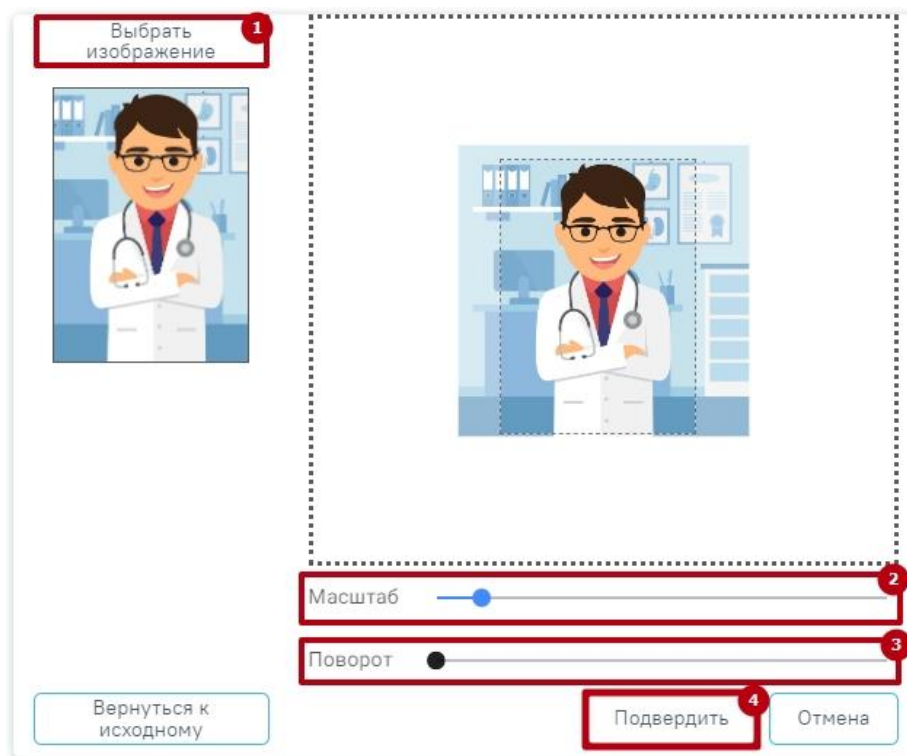 Выбрать
изображение
1
2
Масштаб
3
Поворот
4
Вернуться к
исходному
Подвердить
Отмена